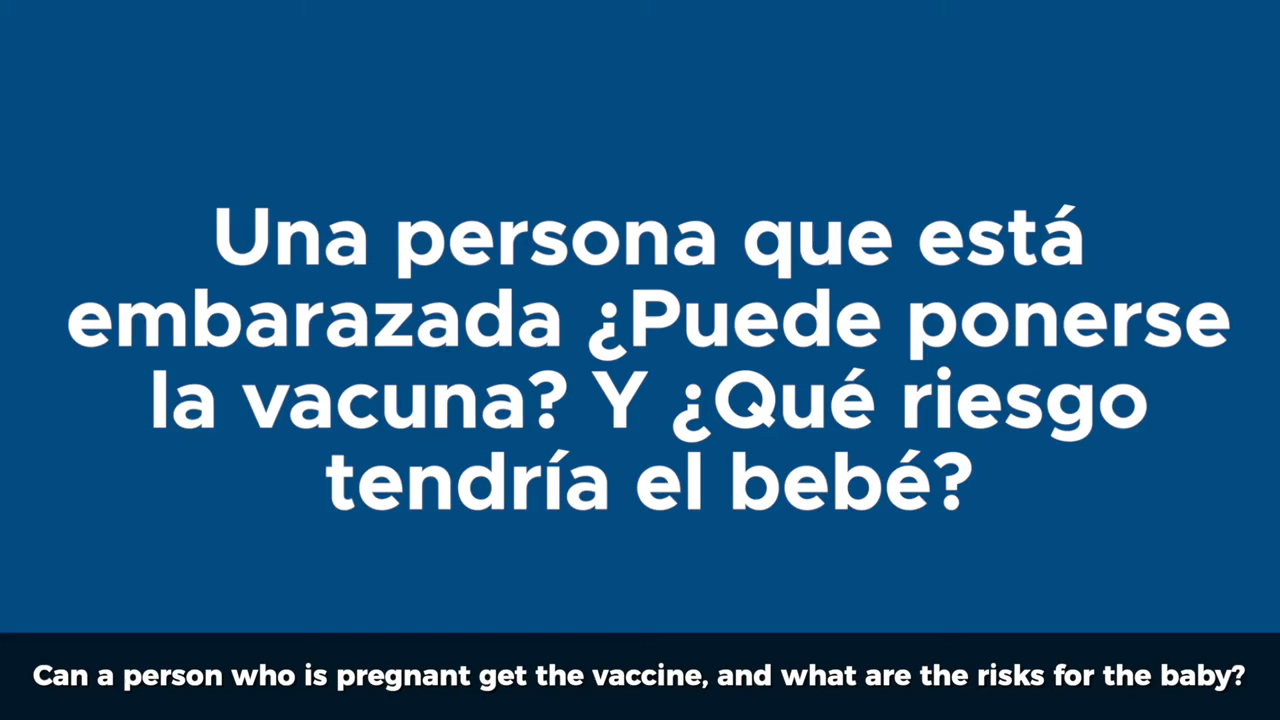 Una persona que está
embarazada ¿Puede ponerse
la vacuna? Y ¿Qué riesgo
tendría el bebé?
Can a person who is pregnant get the vaccine, and what are the risks for the baby?